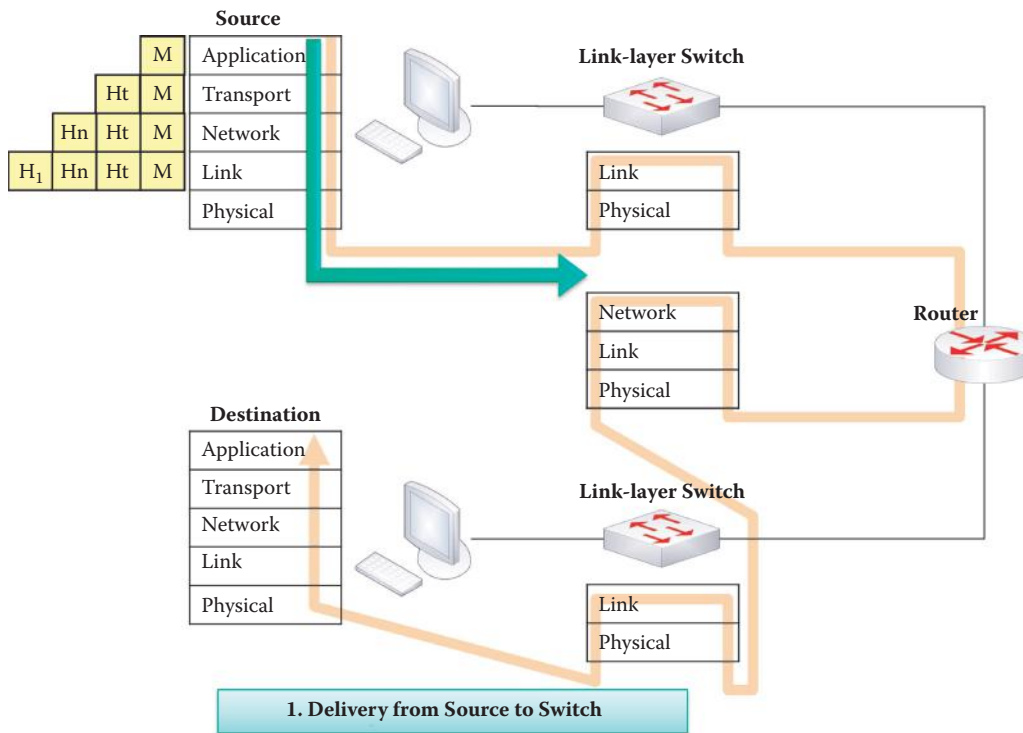 Source
M Application
Ht M Transport
Hn Ht M Network
H1 Hn Ht M Link
Physical
Link-layer Switch
Link
Physical
Network
Link
Physical
Router
Destination
Application
Transport
Network
Link
Physical
Link-layer Switch
Link
Physical
1. Delivery from Source to Switch